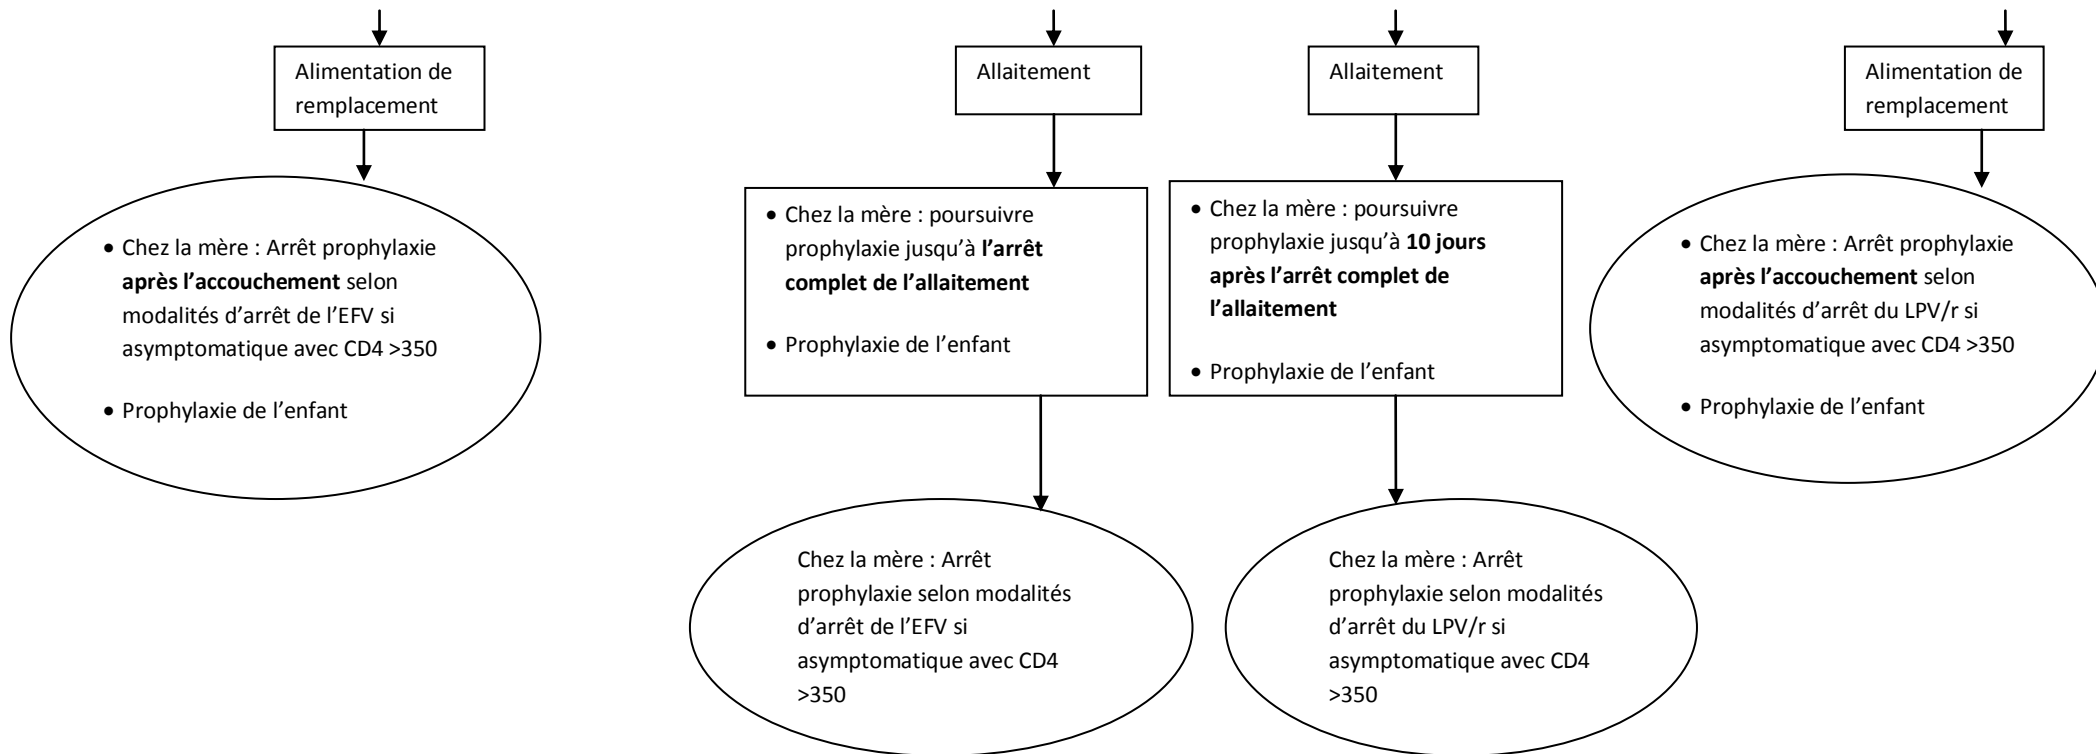 Alimentation de
remplacement
• Chez la mère : Arrêt prophylaxie
après l’accouchement selon
modalités d’arrêt de l’EFV si
asymptomatique avec CD4 >350
• Prophylaxie de l’enfant
Allaitement
• Chez la mère : poursuivre
prophylaxie jusqu’à l’arrêt
complet de l’allaitement
• Prophylaxie de l’enfant
Chez la mère : Arrêt
prophylaxie selon modalités
d’arrêt de l’EFV si
asymptomatique avec CD4
>350
Allaitement
• Chez la mère : poursuivre
prophylaxie jusqu’à 10 jours
après l’arrêt complet de
l’allaitement
• Prophylaxie de l’enfant
Chez la mère : Arrêt
prophylaxie selon modalités
d’arrêt du LPV/r si
asymptomatique avec CD4
>350
Alimentation de
remplacement
• Chez la mère : Arrêt prophylaxie
après l’accouchement selon
modalités d’arrêt du LPV/r si
asymptomatique avec CD4 >350
• Prophylaxie de l’enfant